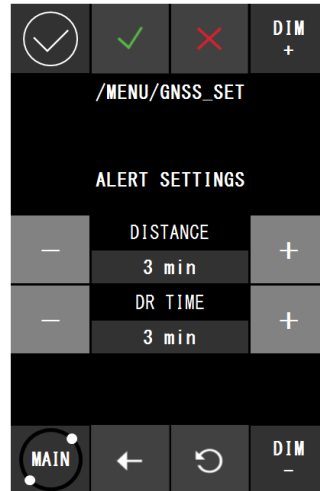 DIM
+
/MENU/GNSS_SET
ALERT SETTINGS
DISTANCE
− 3 min +
DR TIME
− 3 min +
MAIN
DIM
−